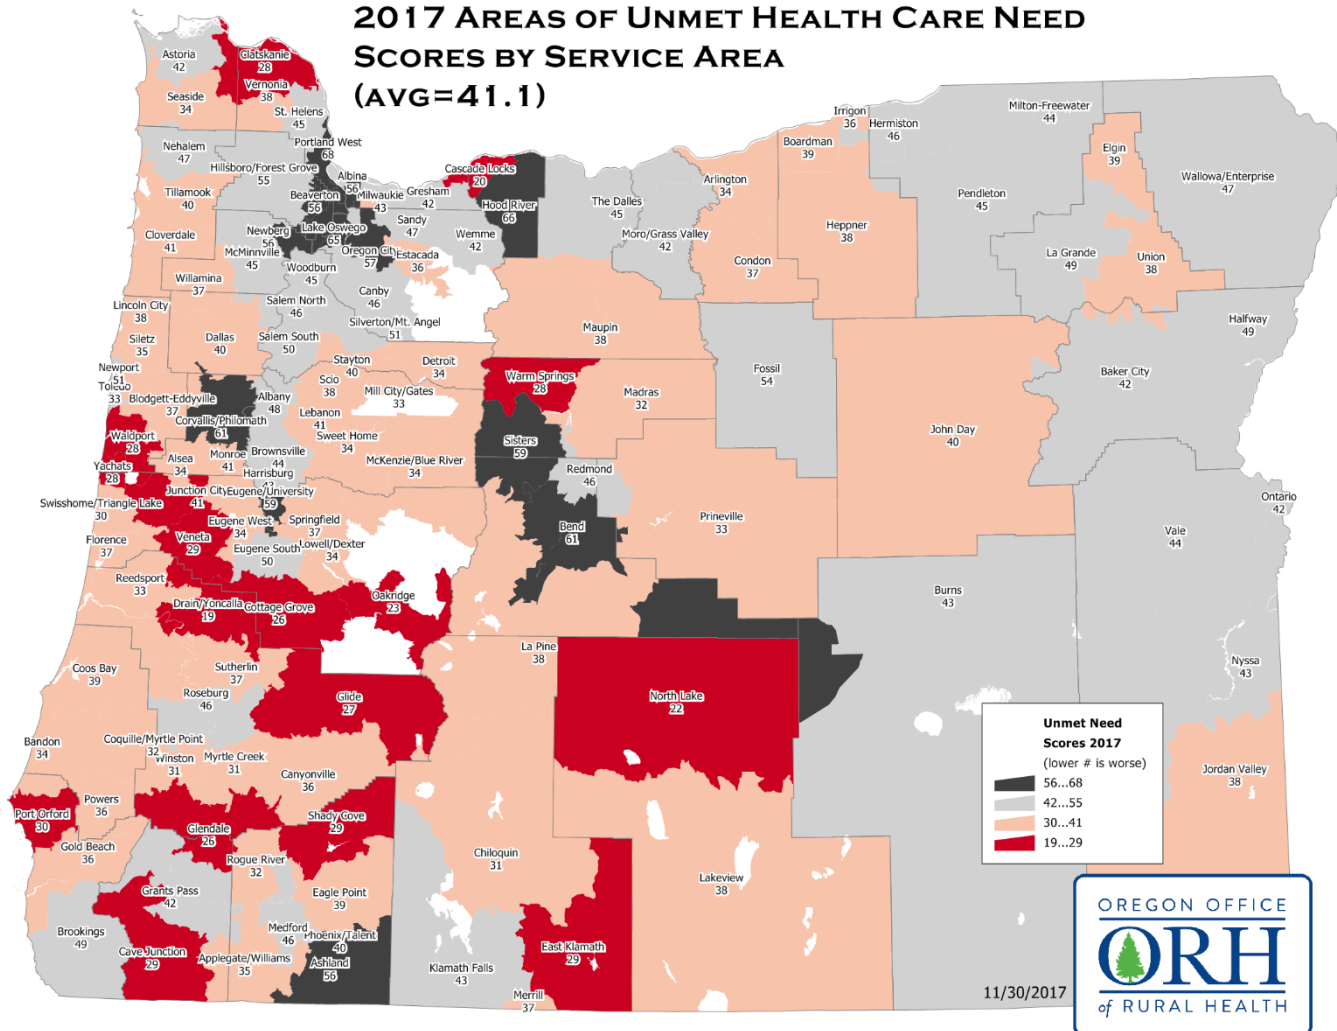 2017 AREAS OF UNMET HEALTH CARE NEED
SCORES BY SERVICE AREA
(AVG=41.1)
Astoria
42
Clatskanie
28
Vernonia
38
Seaside
34
St. Helens
45
Portland West
68
Nehalem
47
Hillsboro/Forest Grove
55
Albina
56
Beaverton
56
Milwaukie
43
Gresham
42
Cascade Locks
20
Hood River
66
Tillamook
40
Sandy
47
Wemme
42
Lake Oswego
65
Newberg
56
Oregon City
57
Estacada
36
Cloverdale
41
McMinnville
45
Woodburn
45
Canby
46
Willamina
37
Salem North
46
Silverton/Mt. Angel
51
Lincoln City
38
Siletz
35
Dallas
40
Salem South
50
Stayton
40
Detroit
34
Newport
51
Toledo
33
Blodgett-Eddyville
37
Albany
48
Scio
38
Mill City/Gates
33
Corvallis/Philomath
61
Lebanon
41
Sweet Home
34
Waldport
28
Alsea
34
Monroe
41
Brownsville
44
McKenzie/Blue River
34
Yachats
28
Harrisburg
Junction City
41
Eugene/University
59
Swisshome/Triangle Lake
30
Eugene West
34
Springfield
37
Florence
37
Veneta
29
Eugene South
50
Lowell/Dexter
34
Reedsport
33
Drain/Yoncalla
19
Cottage Grove
26
Oakridge
23
Coos Bay
39
Sutherlin
37
Roseburg
46
Glide
27
Bandon
34
Coquille/Myrtle Point
32
Winston
31
Myrtle Creek
31
Canyonville
36
Port Orford
30
Powers
36
Glendale
26
Shady Cove
29
Gold Beach
36
Rogue River
32
Grants Pass
42
Eagle Point
39
Brookings
49
Cave Junction
29
Applegate/Williams
35
Medford
46
Phoenix/Talent
40
Ashland
56
The Dalles
45
Moro/Grass Valley
42
Arlington
34
Condon
37
Boardman
39
Irrigon
36
Hermiston
46
Heppner
38
Milton-Freewater
44
Pendleton
45
Elgin
39
Wallowa/Enterprise
47
La Grande
49
Union
38
Halfway
49
Baker City
42
Maupin
38
Warm Springs
28
Madras
32
Fossil
54
John Day
40
Sisters
59
Redmond
46
Bend
61
Prineville
33
Ontario
42
Vale
44
Burns
43
Nyssa
43
La Pine
38
North Lake
22
Jordan Valley
38
Chiloquin
31
Lakeview
38
East Klamath
29
Klamath Falls
43
Merrill
37
Unmet Need
Scores 2017
(lower # is worse)
56...68
42...55
30...41
19...29
11/30/2017
OREGON OFFICE
ORH
of RURAL HEALTH